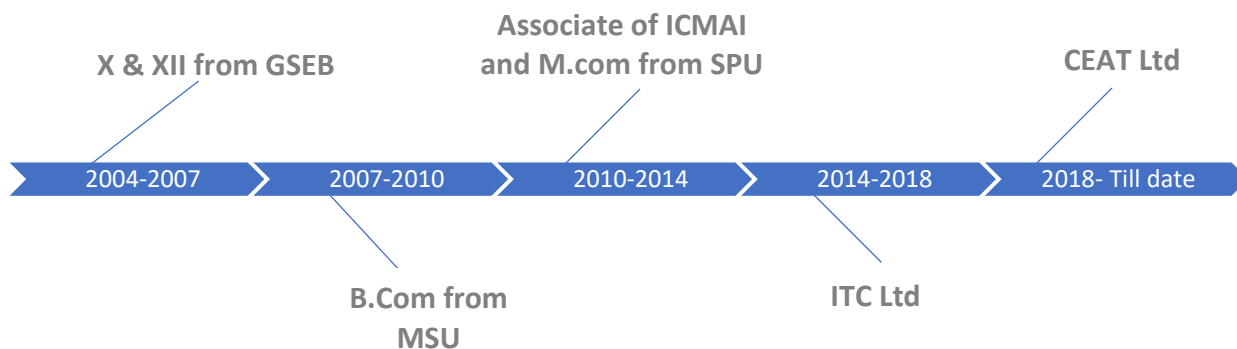 Associate of ICMAI
and M.com from SPU
X & XII from GSEB
CEAT Ltd
2004-2007
2007-2010
2010-2014
2014-2018
2018- Till date
B.Com from
MSU
ITC Ltd